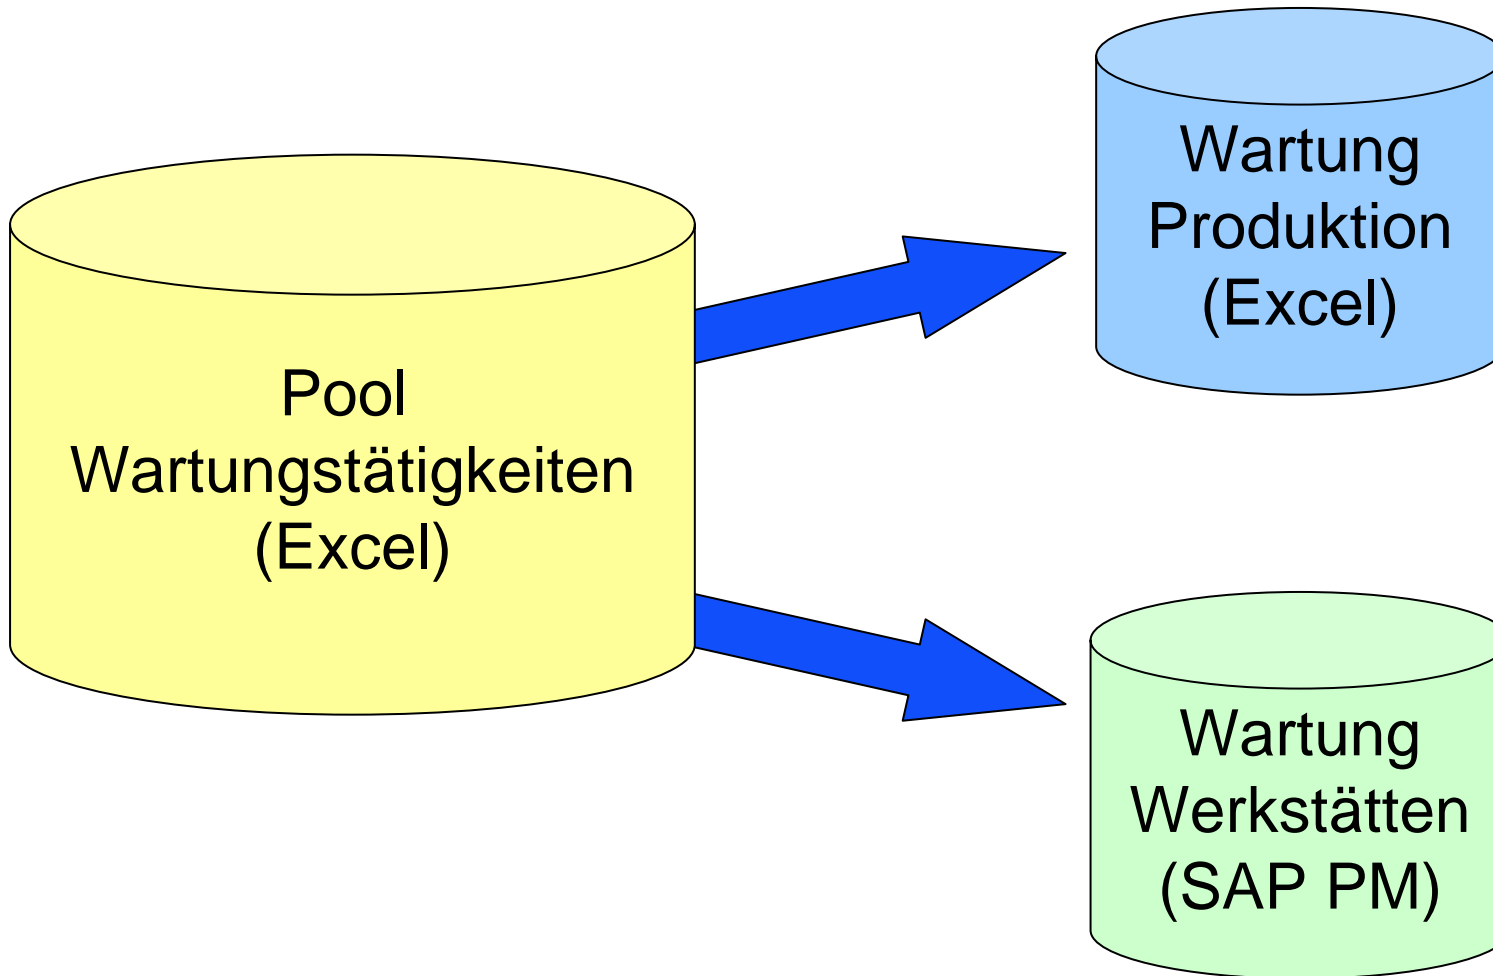 Pool
Wartungstätigkeiten
(Excel)
Wartung
Produktion
(Excel)
Wartung
Werkstätten
(SAP PM)